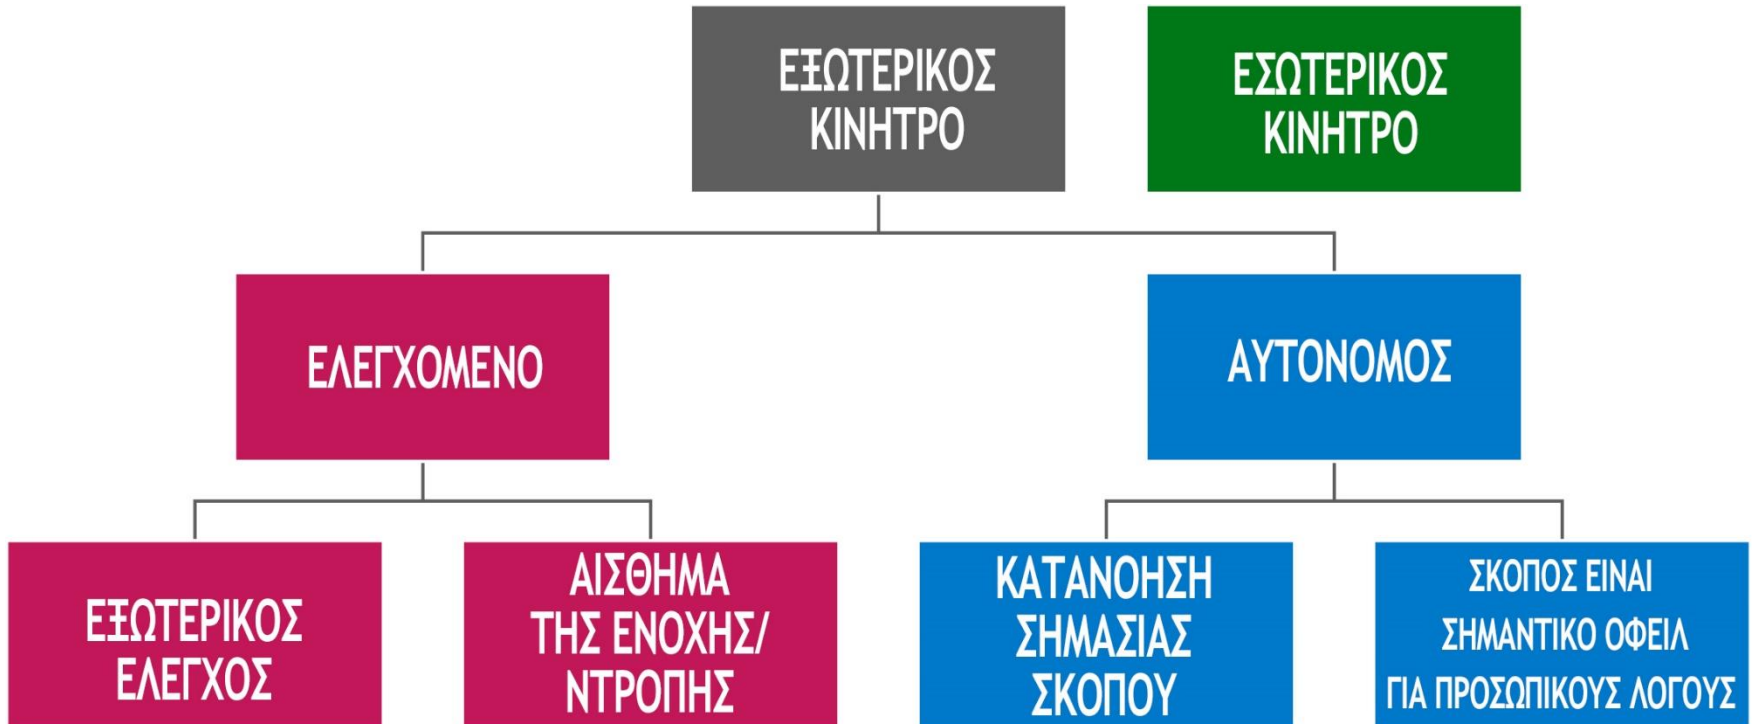 ΕΞΩΤΕΡΙΚΟΣ
ΚΙΝΗΤΡΟ
ΕΣΩΤΕΡΙΚΟΣ
ΚΙΝΗΤΡΟ
ΕΛΕΓΧΟΜΕΝΟ
ΑΥΤΟΝΟΜΟΣ
ΕΞΩΤΕΡΙΚΟΣ
ΕΛΕΓΧΟΣ
ΑΙΣΘΗΜΑ
ΤΗΣ ΕΝΟΧΗΣ/
ΝΤΡΟΠΗΣ
ΚΑΤΑΝΟΗΣΗ
ΣΗΜΑΣΙΑΣ
ΣΚΟΠΟΥ
ΣΚΟΠΟΣ ΕΙΝΑΙ
ΣΗΜΑΝΤΙΚΟ ΟΦΕΙΛ
ΓΙΑ ΠΡΟΣΩΠΙΚΟΥΣ ΛΟΓΟΥΣ